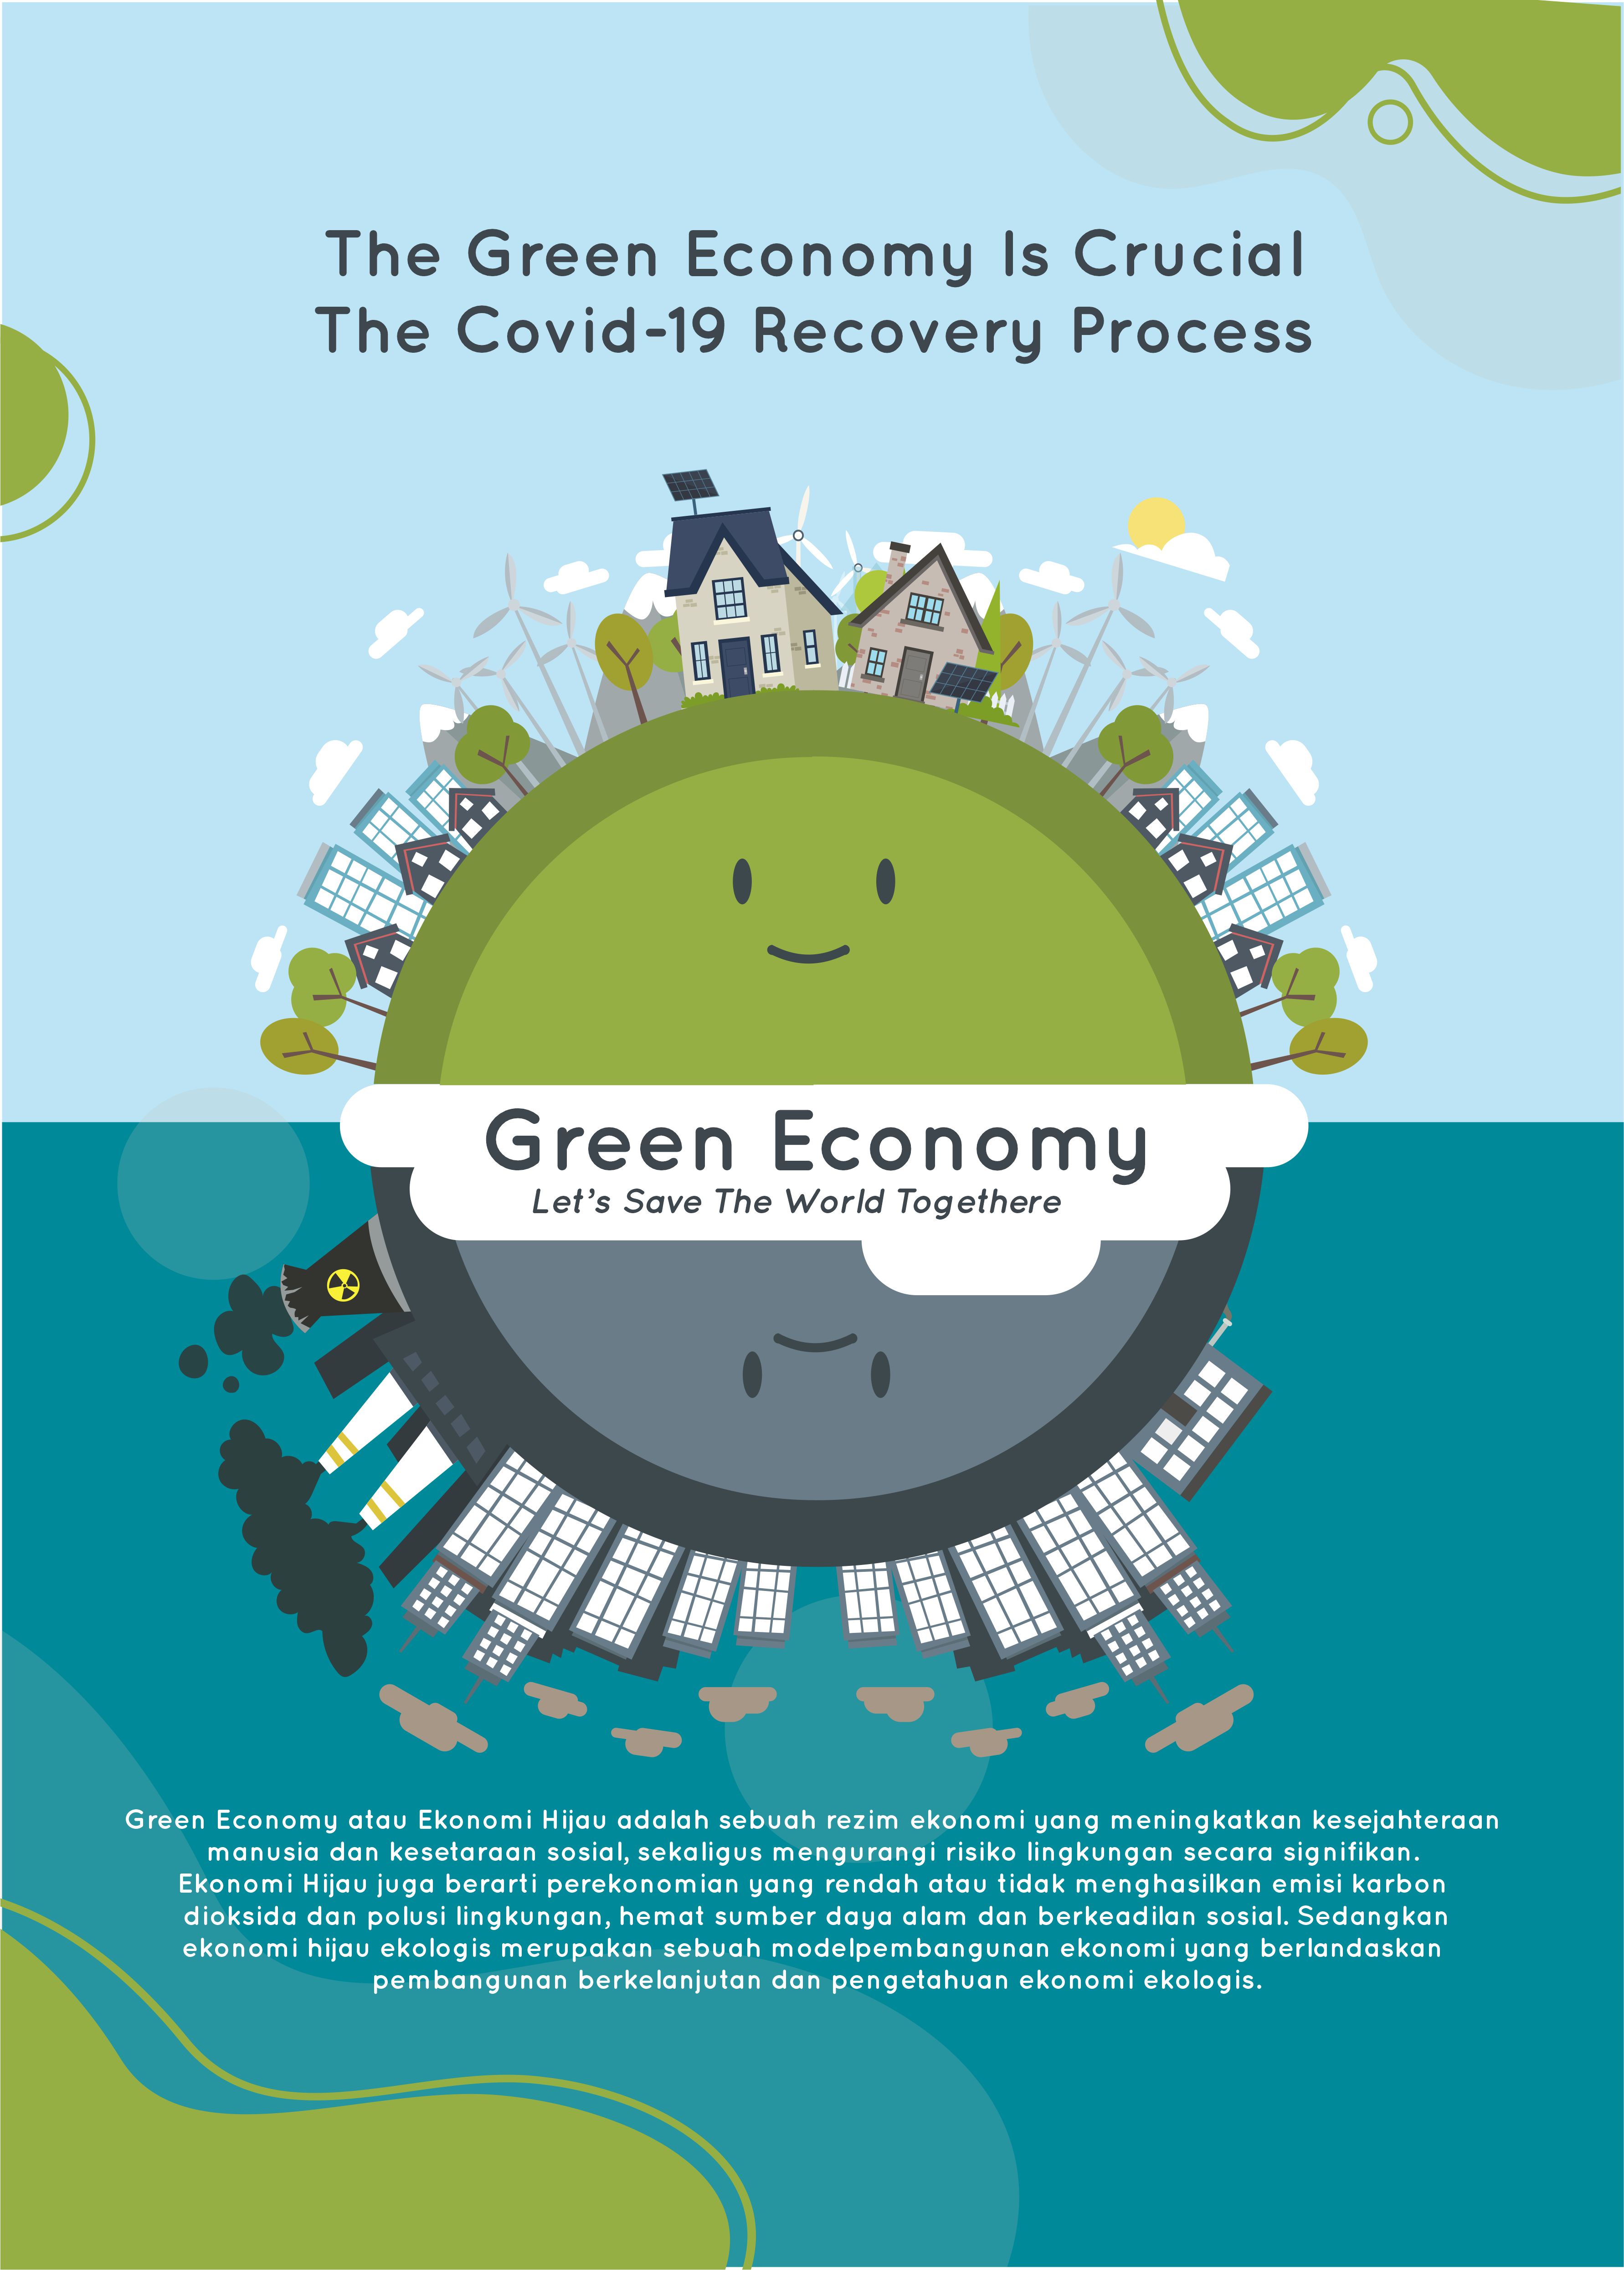 The Green Economy Is Crucial
The Covid-19 Recovery Process
Green Economy
Let's Save The World Togethere
Green Economy atau Ekonomi Hijau adalah sebuah rezim ekonomi yang meningkatkan kesejahteraan
manusia dan kesetaraan sosial, sekaligus mengurangi risiko lingkungan secara signifikan.
Ekonomi Hijau juga berarti perekonomian yang rendah atau tidak menghasilkan emisi karbon
dioksida dan polusi lingkungan, hemat sumber daya alam dan berkeadilan sosial. Sedangkan
ekonomi hijau ekologis merupakan sebuah modelpembangunan ekonomi yang berlandaskan
pembangunan berkelanjutan dan pengetahuan ekonomi ekologis.